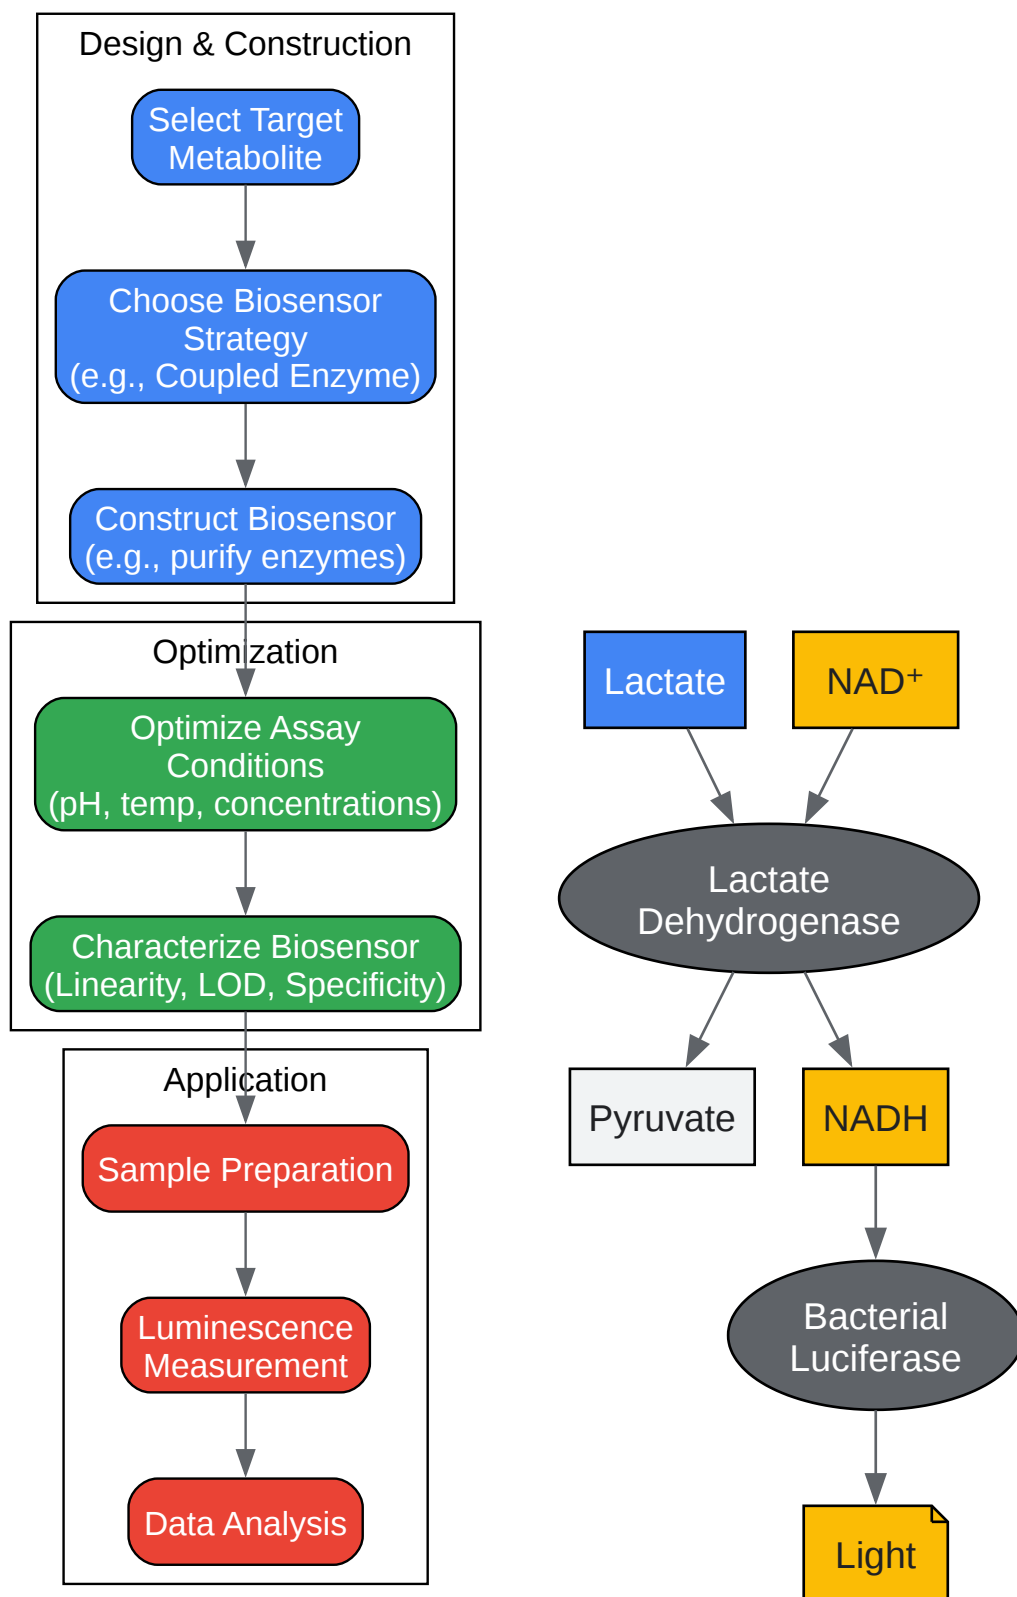 Design & Construction
Select Target
Metabolite
Choose Biosensor
Strategy
(e.g., Coupled Enzyme)
Construct Biosensor
(e.g., purify enzymes)
Optimization
Optimize Assay
Conditions
(pH, temp, concentrations)
Characterize Biosensor
(Linearity, LOD, Specificity)
Application
Sample Preparation
Luminescence
Measurement
Data Analysis
Lactate
NAD⁺
Lactate
Dehydrogenase
Pyruvate
NADH
Bacterial
Luciferase
Light